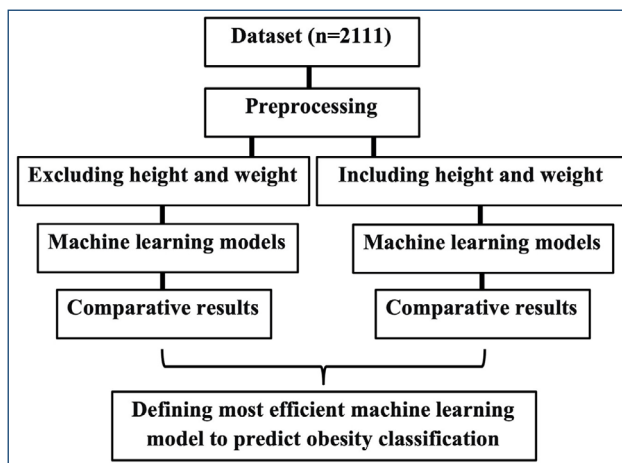 Dataset (n=2111)
Preprocessing
Excluding height and weight
Including height and weight
Machine learning models
Machine learning models
Comparative results
Comparative results
Defining most efficient machine learning
model to predict obesity classification